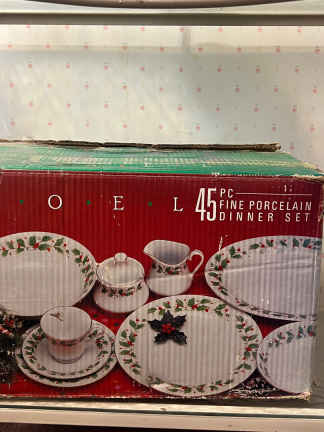 O E L 45 PC
FINE PORCELAIN
DINNER SET